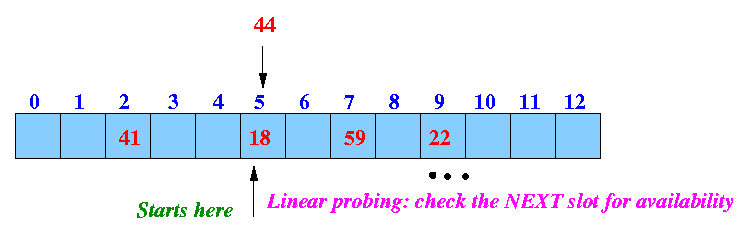 44
0 1 2 3 4 5 6 7 8 9 10 11 12
41 18 59 22
Starts here Linear probing: check the NEXT slot for availability